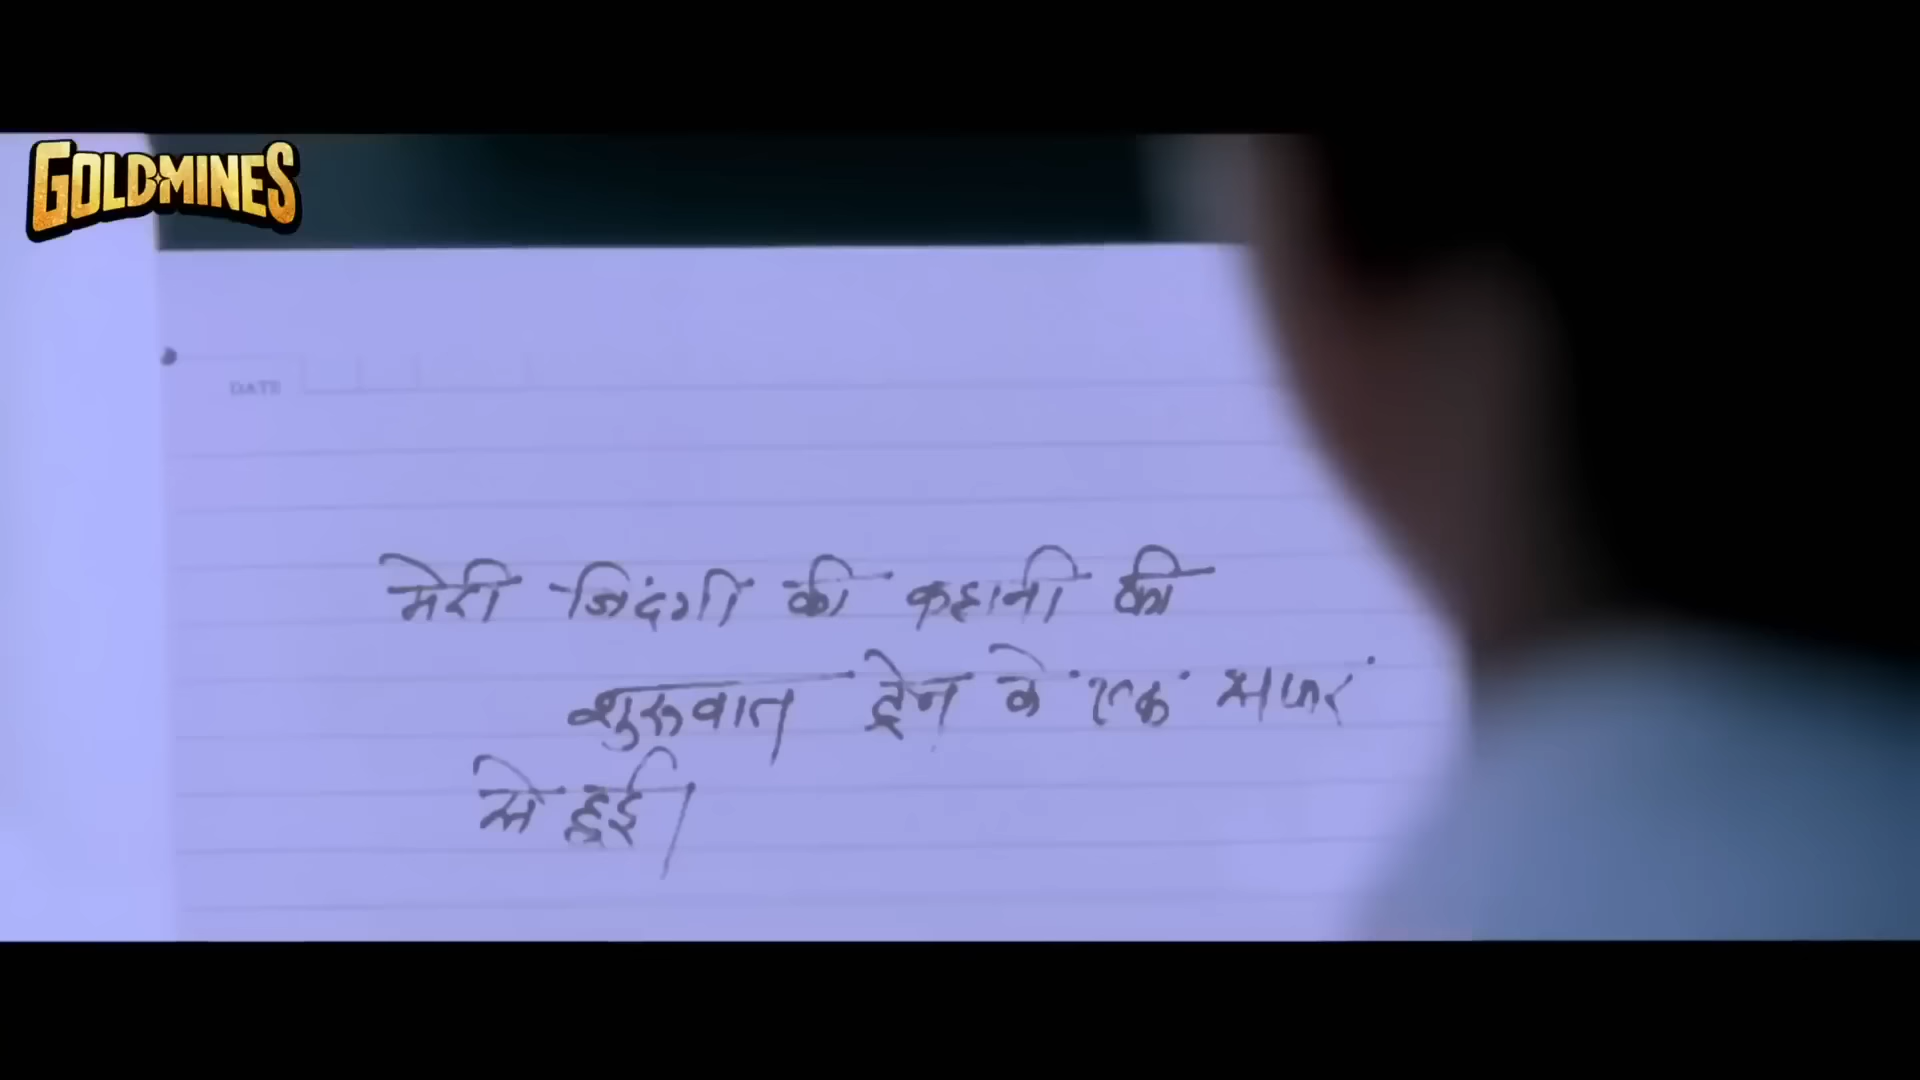 GOLDMINES
DATE
मेरी जिंदगी की कहानी की
शुरुवात ट्रेन के एक सफर
से हुई।